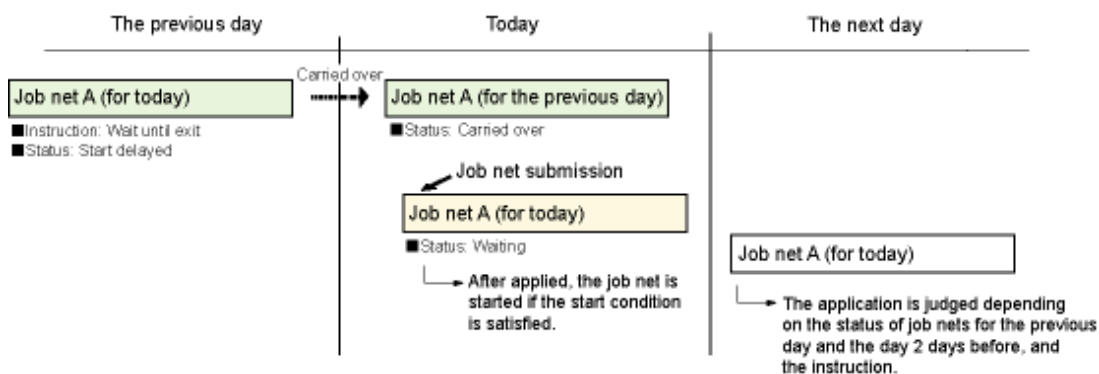 The previous day
Today
The next day
Carried over
Job net A (for today)
Job net A (for the previous day)
■Instruction: Wait until exit
■Status: Start delayed
■Status: Carried over
Job net submission
Job net A (for today)
■Status: Waiting
After applied, the job net is
started if the start condition
is satisfied.
Job net A (for today)
The application is judged depending
on the status of job nets for the previous
day and the day 2 days before, and
the instruction.